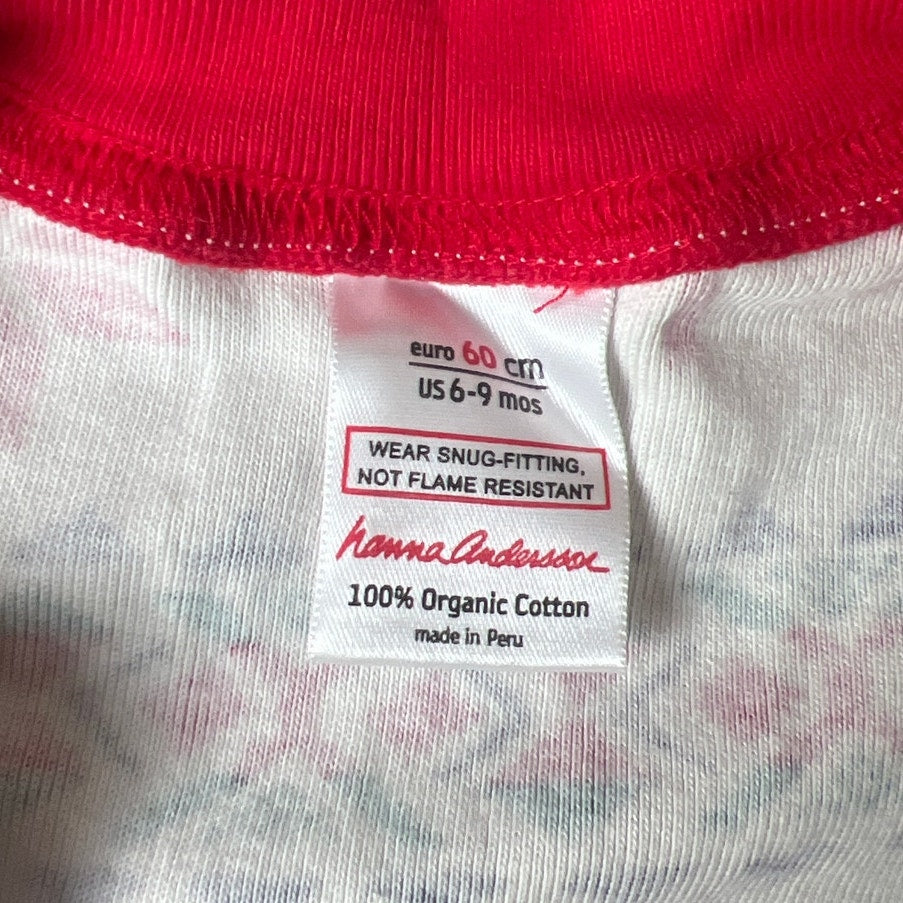 euro 60 cm
US 6-9 mos
WEAR SNUG-FITTING,
NOT FLAME RESISTANT
hanna Andersson
100% Organic Cotton
made in Peru